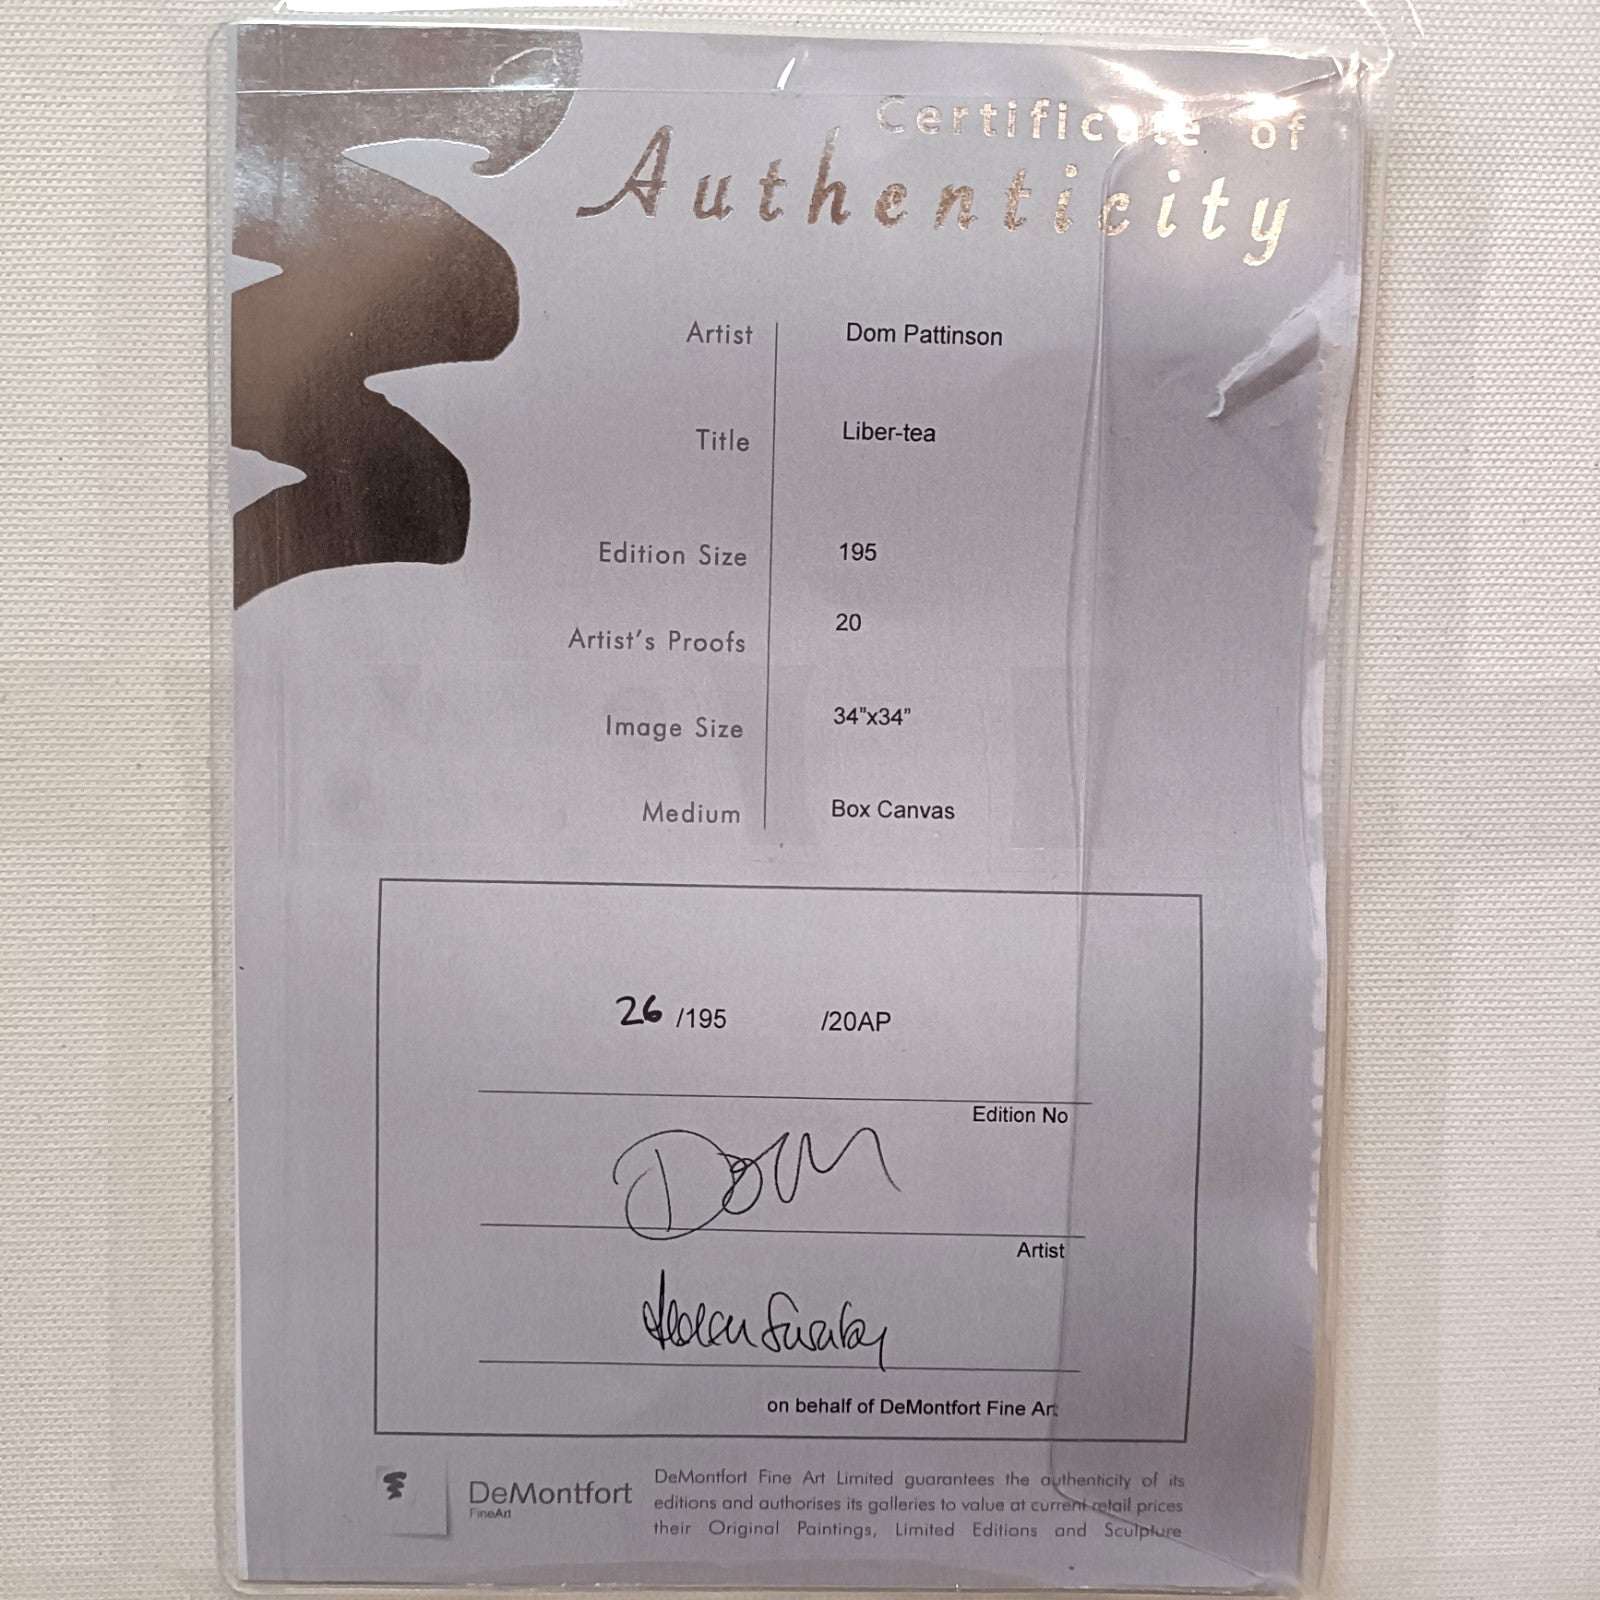 Certificate of
Authenticity
Artist Dom Pattinson
Title Liber-tea
Edition Size 195
Artist's Proofs 20
Image Size 34"x34"
Medium Box Canvas
26 /195 /20AP
Edition No
Dom
Artist
on behalf of DeMontfort Fine Art
DeMontfort
FineArt
DeMontfort Fine Art Limited guarantees the authenticity of its
editions and authorises its galleries to value at current retail prices
their Original Paintings, Limited Editions and Sculpture